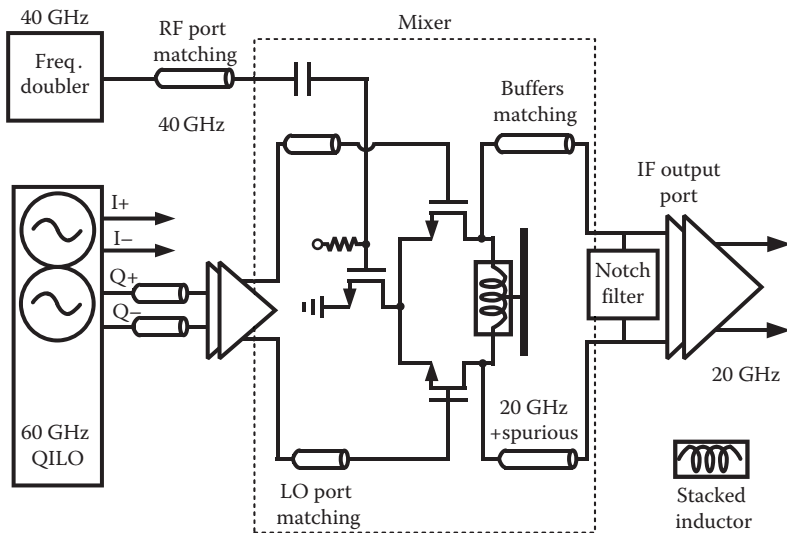 40 GHz
Freq.
doubler
RF port
matching
40 GHz
Mixer
Buffers
matching
IF output
port
I+
I−
Q+
Q−
Notch
filter
20 GHz
60 GHz
QILO
LO port
matching
20 GHz
+spurious
Stacked
inductor